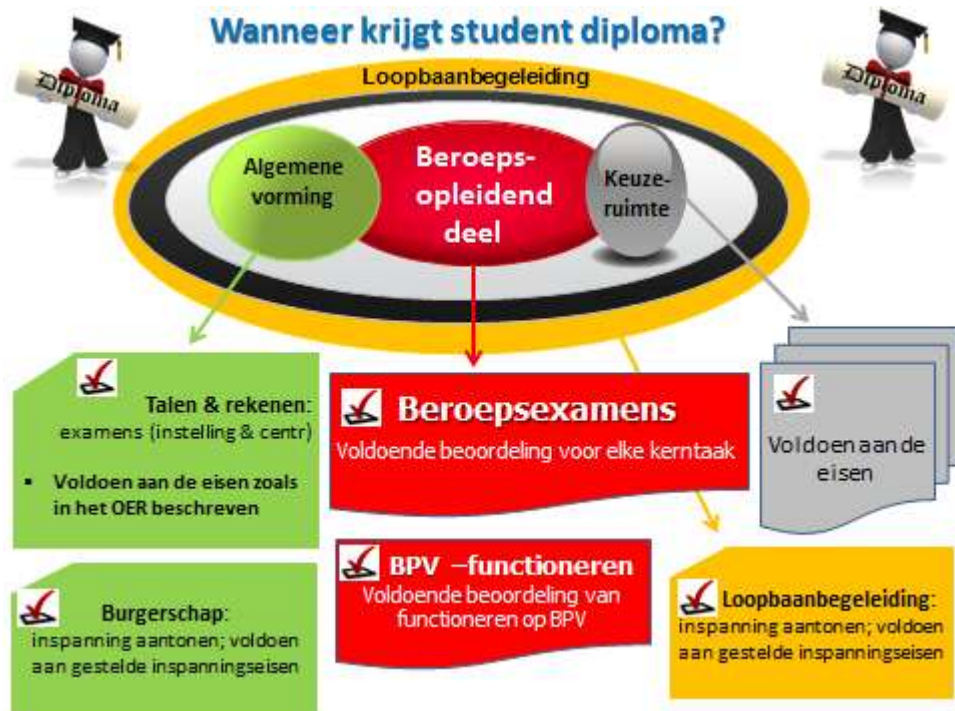 Wanneer krijgt student diploma?
Diploma
Diploma
Loopbaanbegeleiding
Algemene
vorming
Beroeps-
opleidend
deel
Keuze-
ruimte
Talen & rekenen:
examens (instelling & centr)
▪ Voldoen aan de eisen zoals
in het OER beschreven
Beroepsexamens
Voldoende beoordeling voor elke kerntaak
Voldoen aan de
eisen
Burgerschap:
inspanning aantonen; voldoen
aan gestelde inspanningseisen
BPV –functioneren
Voldoende beoordeling van
functioneren op BPV
Loopbaanbegeleiding:
inspanning aantonen; voldoen
aan gestelde inspanningseisen